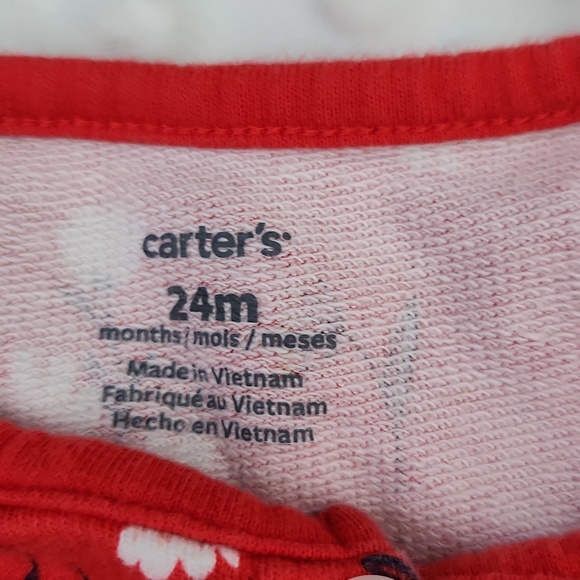 carter's
24m
months / mois / meses
Made in Vietnam
Fabriqué au Vietnam
Hecho en Vietnam